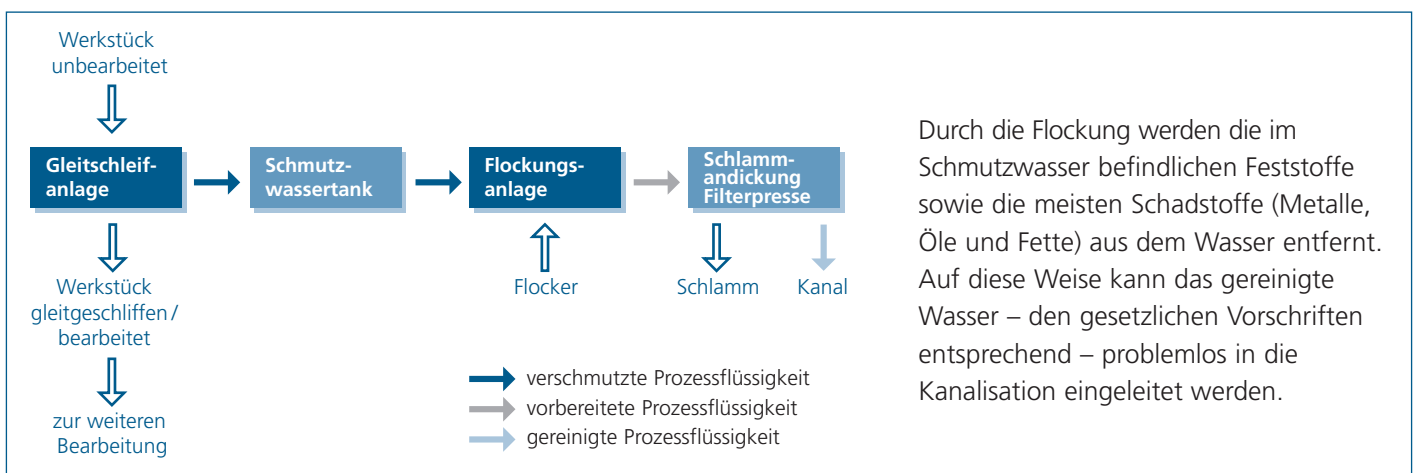 Werkstück
unbearbeitet
Gleitschleif-
anlage
Schmutz-
wassertank
Flockungs-
anlage
Schlamm-
andickung
Filterpresse
Werkstück
gleitgeschliffen /
bearbeitet
Flocker
Schlamm
Kanal
zur weiteren
Bearbeitung
verschmutzte Prozessflüssigkeit
vorbereitete Prozessflüssigkeit
gereinigte Prozessflüssigkeit
Durch die Flockung werden die im
Schmutzwasser befindlichen Feststoffe
sowie die meisten Schadstoffe (Metalle,
Öle und Fette) aus dem Wasser entfernt.
Auf diese Weise kann das gereinigte
Wasser – den gesetzlichen Vorschriften
entsprechend – problemlos in die
Kanalisation eingeleitet werden.